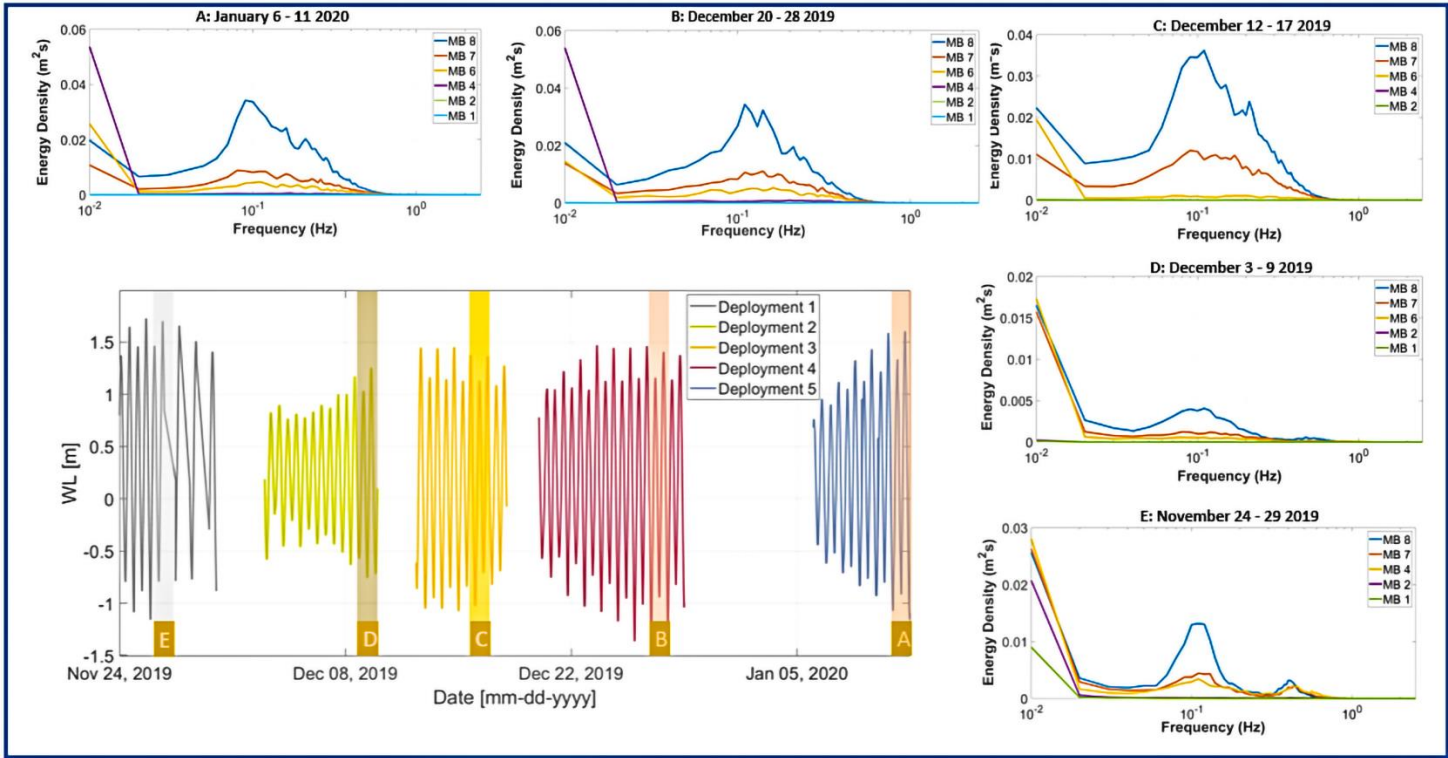 A: January 6 - 11 2020
0.06
0.04
0.02
0
Energy Density (m²s)
10⁻²
10⁻¹
10⁰
Frequency (Hz)
MB 8
MB 7
MB 6
MB 4
MB 2
MB 1
B: December 20 - 28 2019
0.06
0.04
0.02
0
Energy Density (m²s)
10⁻²
10⁻¹
10⁰
Frequency (Hz)
MB 8
MB 7
MB 6
MB 4
MB 2
MB 1
C: December 12 - 17 2019
0.04
0.03
0.02
0.01
0
Energy Density (m⁻s)
10⁻²
10⁻¹
10⁰
Frequency (Hz)
MB 8
MB 7
MB 6
MB 4
MB 2
D: December 3 - 9 2019
0.02
0.015
0.01
0.005
0
Energy Density (m²s)
10⁻²
10⁻¹
10⁰
Frequency (Hz)
MB 8
MB 7
MB 6
MB 2
MB 1
E: November 24 - 29 2019
0.03
0.02
0.01
0
Energy Density (m²s)
10⁻²
10⁻¹
10⁰
Frequency (Hz)
MB 8
MB 7
MB 4
MB 2
MB 1
1.5
1
0.5
0
-0.5
-1
-1.5
WL [m]
Deployment 1
Deployment 2
Deployment 3
Deployment 4
Deployment 5
E
D
C
B
A
Nov 24, 2019
Dec 08, 2019
Dec 22, 2019
Jan 05, 2020
Date [mm-dd-yyyy]